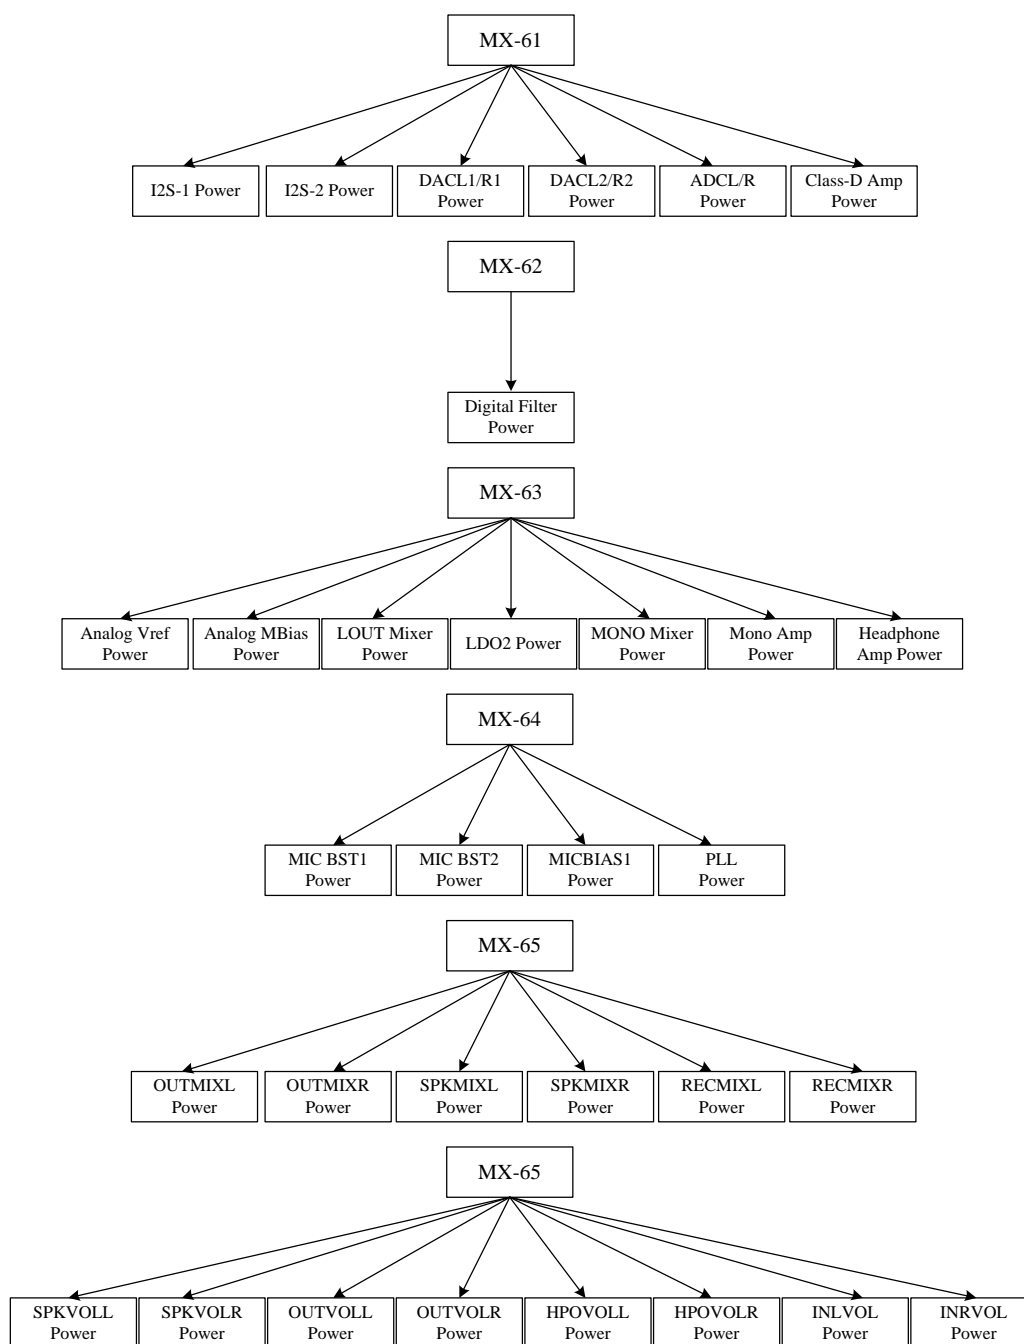 MX-61
I2S-1 Power
I2S-2 Power
DACL1/R1
Power
DACL2/R2
Power
ADCL/R
Power
Class-D Amp
Power
MX-62
Digital Filter
Power
MX-63
Analog Vref
Power
Analog MBias
Power
LOUT Mixer
Power
LDO2 Power
MONO Mixer
Power
Mono Amp
Power
Headphone
Amp Power
MX-64
MIC BST1
Power
MIC BST2
Power
MICBIAS1
Power
PLL
Power
MX-65
OUTMIXL
Power
OUTMIXR
Power
SPKMIXL
Power
SPKMIXR
Power
RECMIXL
Power
RECMIXR
Power
MX-65
SPKVOLL
Power
SPKVOLR
Power
OUTVOLL
Power
OUTVOLR
Power
HPOVOLL
Power
HPOVOLR
Power
INLVOL
Power
INRVOL
Power